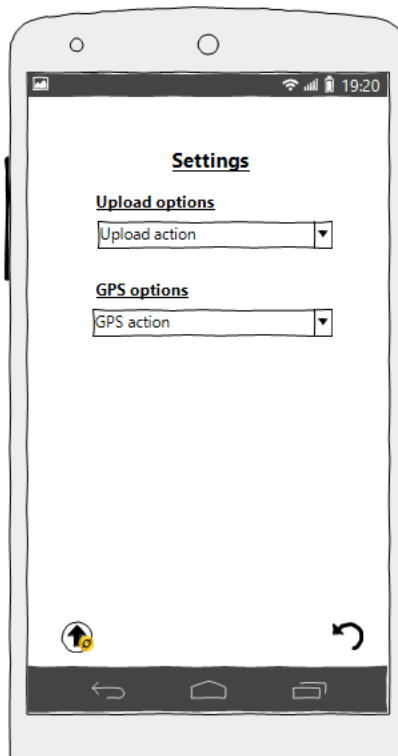 19:20
Settings
Upload options
Upload action
GPS options
GPS action